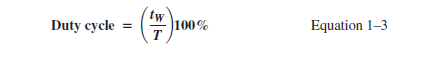 Duty cycle = (tW/T)100% Equation 1–3